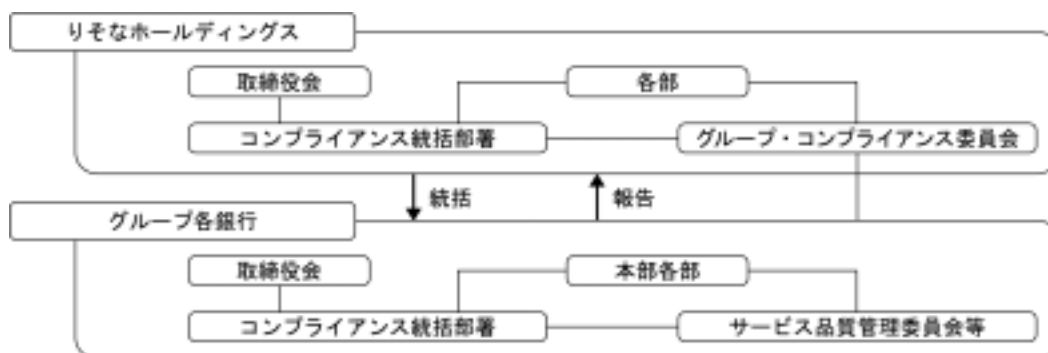 りそなホールディングス
取締役会
各部
コンプライアンス統括部署
グループ・コンプライアンス委員会
統括
報告
グループ各銀行
取締役会
本部各部
コンプライアンス統括部署
サービス品質管理委員会等